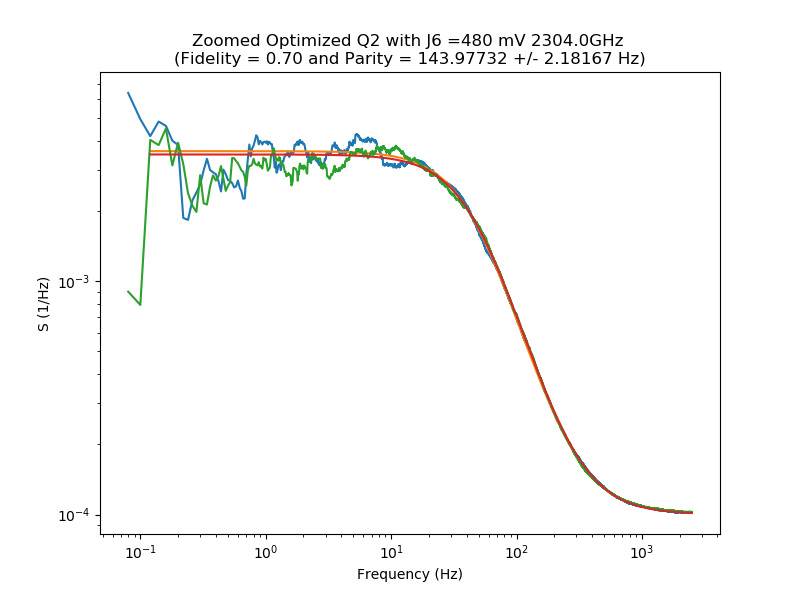 Zoomed Optimized Q2 with J6 =480 mV 2304.0GHz
(Fidelity = 0.70 and Parity = 143.97732 +/- 2.18167 Hz)
S (1/Hz)
10⁻³
10⁻⁴
10⁻¹ 10⁰ 10¹ 10² 10³
Frequency (Hz)